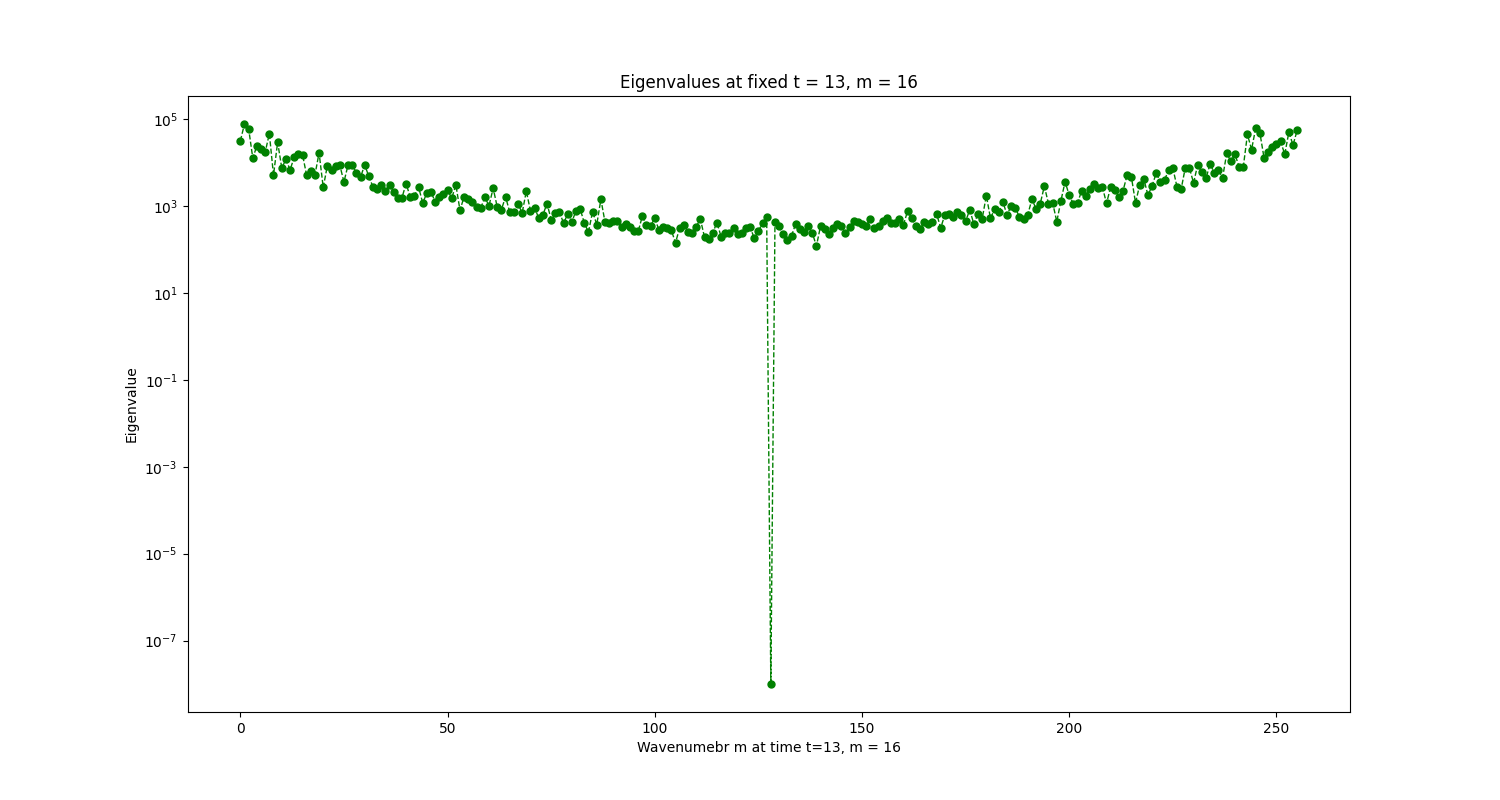 Eigenvalues at fixed t = 13, m = 16
10^5
10^3
10^1
10^-1
10^-3
10^-5
10^-7
Eigenvalue
0 50 100 150 200 250
Wavenumebr m at time t=13, m = 16